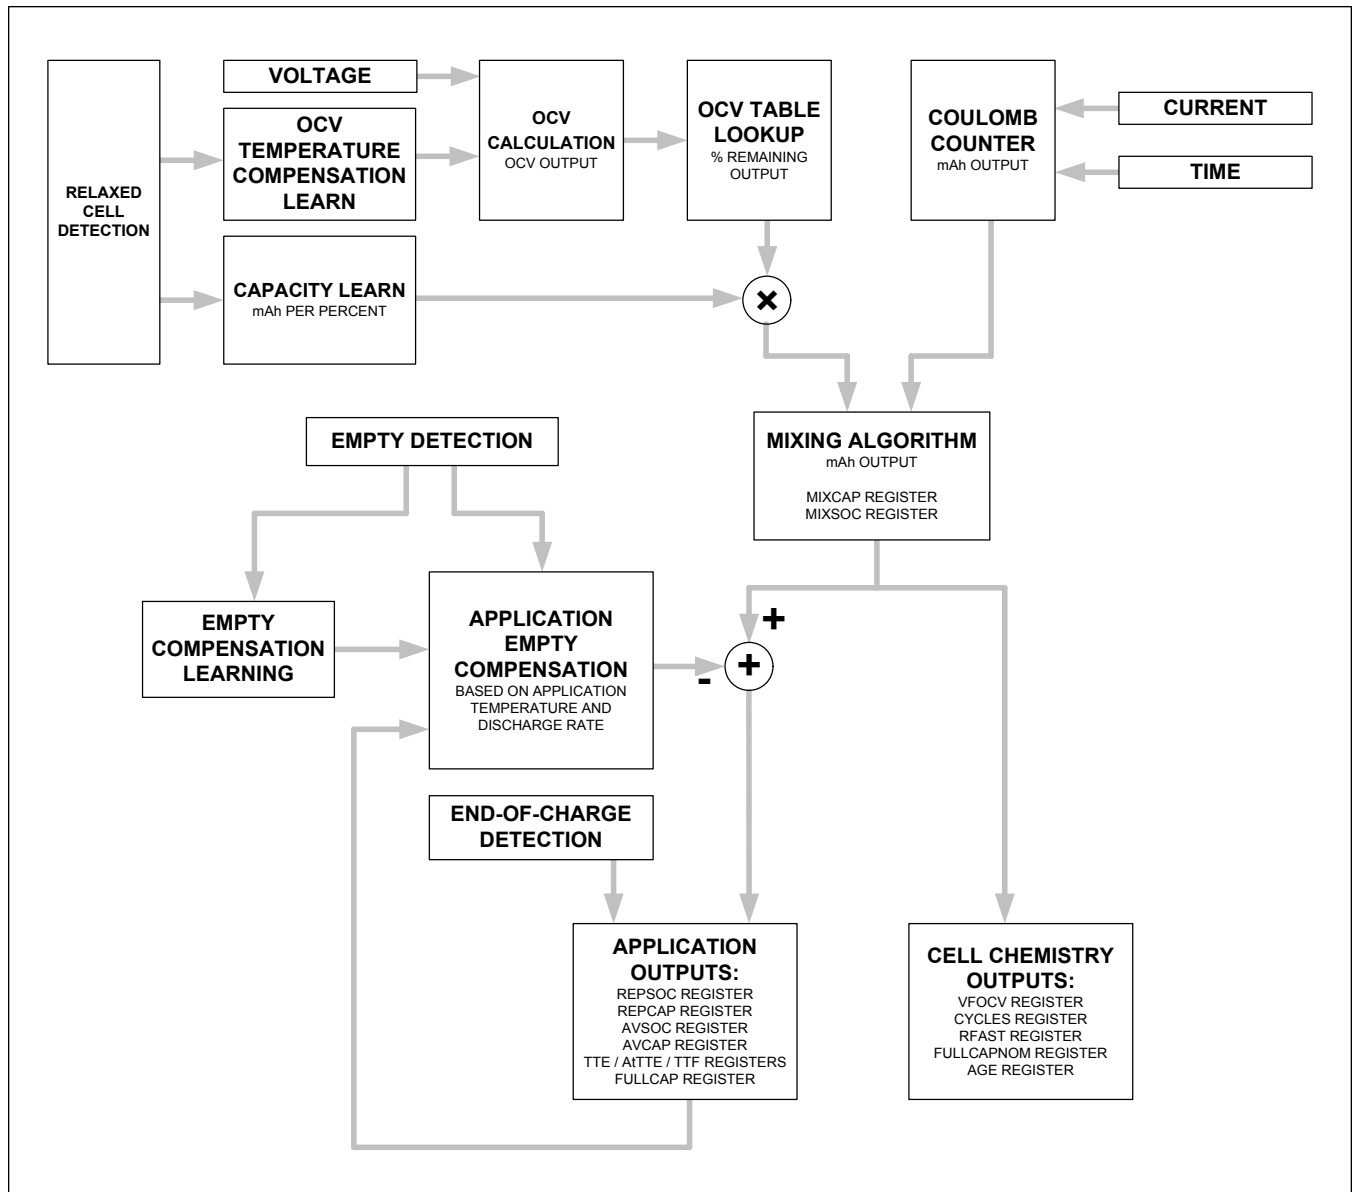 VOLTAGE
OCV
TEMPERATURE
COMPENSATION
LEARN
OCV
CALCULATION
OCV OUTPUT
OCV TABLE
LOOKUP
% REMAINING
OUTPUT
COULOMB
COUNTER
mAh OUTPUT
CURRENT
TIME
RELAXED
CELL
DETECTION
CAPACITY LEARN
mAh PER PERCENT
×
EMPTY DETECTION
MIXING ALGORITHM
mAh OUTPUT
MIXCAP REGISTER
MIXSOC REGISTER
EMPTY
COMPENSATION
LEARNING
APPLICATION
EMPTY
COMPENSATION
BASED ON APPLICATION
TEMPERATURE AND
DISCHARGE RATE
+
+
-
END-OF-CHARGE
DETECTION
APPLICATION
OUTPUTS:
REPSOC REGISTER
REPCAP REGISTER
AVSOC REGISTER
AVCAP REGISTER
TTE / AtTTE / TTF REGISTERS
FULLCAP REGISTER
CELL CHEMISTRY
OUTPUTS:
VFOCV REGISTER
CYCLES REGISTER
RFAST REGISTER
FULLCAPNOM REGISTER
AGE REGISTER